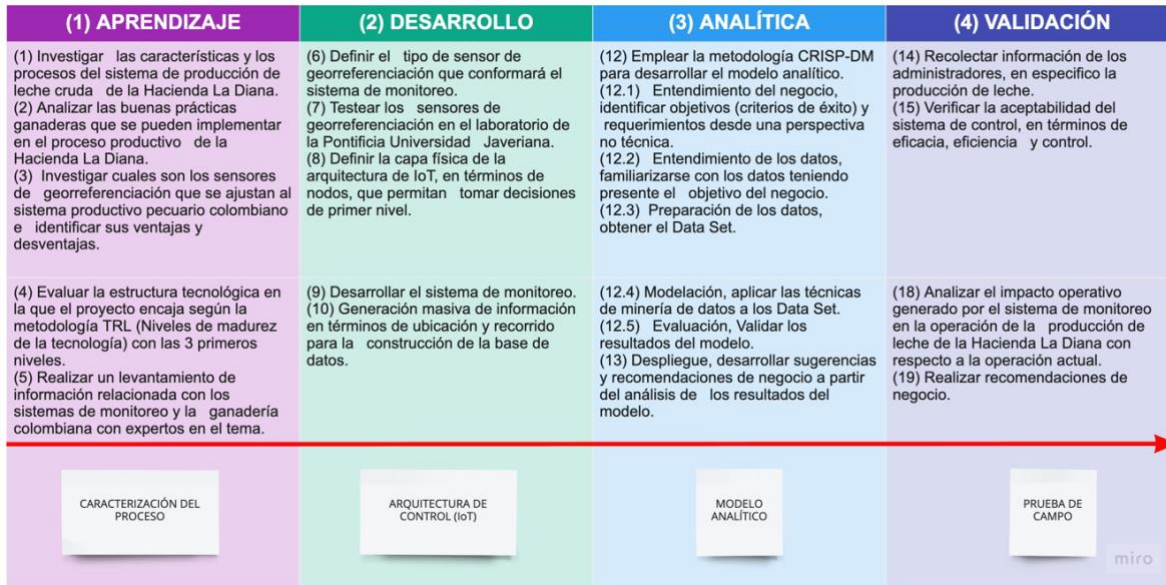 (1) APRENDIZAJE
(1) Investigar las características y los
procesos del sistema de producción de
leche cruda de la Hacienda La Diana.
(2) Analizar las buenas prácticas
ganaderas que se pueden implementar
en el proceso productivo de la
Hacienda La Diana.
(3) Investigar cuales son los sensores
de georreferenciación que se ajustan al
sistema productivo pecuario colombiano
e identificar sus ventajas y
desventajas.
(4) Evaluar la estructura tecnológica en
la que el proyecto encaja según la
metodología TRL (Niveles de madurez
de la tecnología) con las 3 primeros
niveles.
(5) Realizar un levantamiento de
información relacionada con los
sistemas de monitoreo y la ganadería
colombiana con expertos en el tema.
CARACTERIZACIÓN DEL
PROCESO
(2) DESARROLLO
(6) Definir el tipo de sensor de
georreferenciación que conformará el
sistema de monitoreo.
(7) Testear los sensores de
georreferenciación en el laboratorio de
la Pontificia Universidad Javeriana.
(8) Definir la capa física de la
arquitectura de IoT, en términos de
nodos, que permitan tomar decisiones
de primer nivel.
(9) Desarrollar el sistema de monitoreo.
(10) Generación masiva de información
en términos de ubicación y recorrido
para la construcción de la base de
datos.
ARQUITECTURA DE
CONTROL (IoT)
(3) ANALÍTICA
(12) Emplear la metodología CRISP-DM
para desarrollar el modelo analítico.
(12.1) Entendimiento del negocio,
identificar objetivos (criterios de éxito) y
requerimientos desde una perspectiva
no técnica.
(12.2) Entendimiento de los datos,
familiarizarse con los datos teniendo
presente el objetivo del negocio.
(12.3) Preparación de los datos,
obtener el Data Set.
(12.4) Modelación, aplicar las técnicas
de minería de datos a los Data Set.
(12.5) Evaluación, Validar los
resultados del modelo.
(13) Despliegue, desarrollar sugerencias
y recomendaciones de negocio a partir
del análisis de los resultados del
modelo.
MODELO
ANALÍTICO
(4) VALIDACIÓN
(14) Recolectar información de los
administradores, en especifico la
producción de leche.
(15) Verificar la aceptabilidad del
sistema de control, en términos de
eficacia, eficiencia y control.
(18) Analizar el impacto operativo
generado por el sistema de monitoreo
en la operación de la producción de
leche de la Hacienda La Diana con
respecto a la operación actual.
(19) Realizar recomendaciones de
negocio.
PRUEBA DE
CAMPO
miro